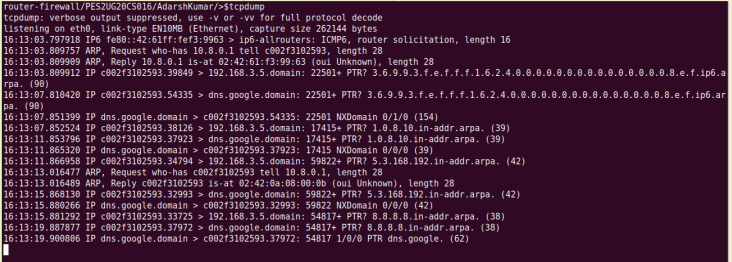 router-firewall/PES2UG20CS016/AdarshKumar/>$tcpdump
tcpdump: verbose output suppressed, use -v or -vv for full protocol decode
listening on eth0, link-type EN10MB (Ethernet), capture size 262144 bytes
16:13:03.797918 IP6 fe80::42:61ff:fef3:9963 > ip6-allrouters: ICMP6, router solicitation, length 16
16:13:03.809757 ARP, Request who-has 10.8.0.1 tell c002f3102593, length 28
16:13:03.809909 ARP, Reply 10.8.0.1 is-at 02:42:61:f3:99:63 (oui Unknown), length 28
16:13:03.809912 IP c002f3102593.39849 > 192.168.3.5.domain: 22501+ PTR? 3.6.9.9.3.f.e.f.f.f.1.6.2.4.0.0.0.0.0.0.0.0.0.0.0.0.0.0.0.8.e.f.ip6.ar
pa. (90)
16:13:07.810420 IP c002f3102593.54335 > dns.google.domain: 22501+ PTR? 3.6.9.9.3.f.e.f.f.f.1.6.2.4.0.0.0.0.0.0.0.0.0.0.0.0.0.0.0.8.e.f.ip6.ar
pa. (90)
16:13:07.851399 IP dns.google.domain > c002f3102593.54335: 22501 NXDomain 0/1/0 (154)
16:13:07.852524 IP c002f3102593.38126 > 192.168.3.5.domain: 17415+ PTR? 1.0.8.10.in-addr.arpa. (39)
16:13:11.853796 IP c002f3102593.37923 > dns.google.domain: 17415+ PTR? 1.0.8.10.in-addr.arpa. (39)
16:13:11.865320 IP dns.google.domain > c002f3102593.37923: 17415 NXDomain 0/0/0 (39)
16:13:11.866958 IP c002f3102593.34794 > 192.168.3.5.domain: 59822+ PTR? 5.3.168.192.in-addr.arpa. (42)
16:13:13.016477 ARP, Request who-has c002f3102593 tell 10.8.0.1, length 28
16:13:13.016489 ARP, Reply c002f3102593 is-at 02:42:0a:08:00:0b (oui Unknown), length 28
16:13:15.868130 IP c002f3102593.32993 > dns.google.domain: 59822+ PTR? 5.3.168.192.in-addr.arpa. (42)
16:13:15.880266 IP dns.google.domain > c002f3102593.32993: 59822 NXDomain 0/0/0 (42)
16:13:15.881292 IP c002f3102593.33725 > 192.168.3.5.domain: 54817+ PTR? 8.8.8.8.in-addr.arpa. (38)
16:13:19.887877 IP c002f3102593.37972 > dns.google.domain: 54817+ PTR? 8.8.8.8.in-addr.arpa. (38)
16:13:19.900806 IP dns.google.domain > c002f3102593.37972: 54817 1/0/0 PTR dns.google. (62)